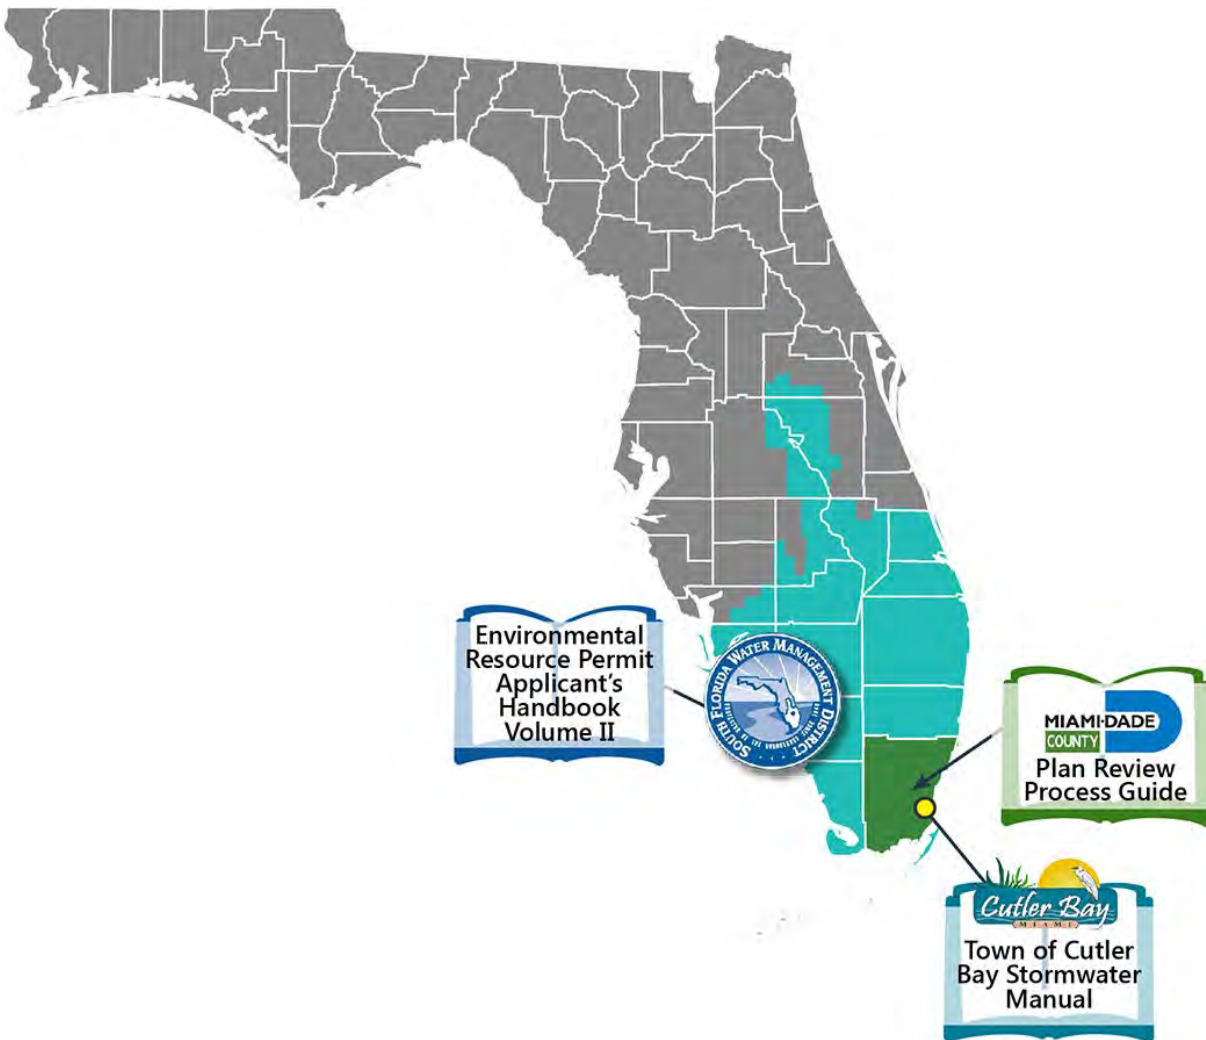 Environmental
Resource Permit
Applicant's
Handbook
Volume II
SOUTH FLORIDA WATER MANAGEMENT DISTRICT
MIAMI-DADE
COUNTY
Plan Review
Process Guide
Cutler Bay
MIAMI
Town of Cutler
Bay Stormwater
Manual